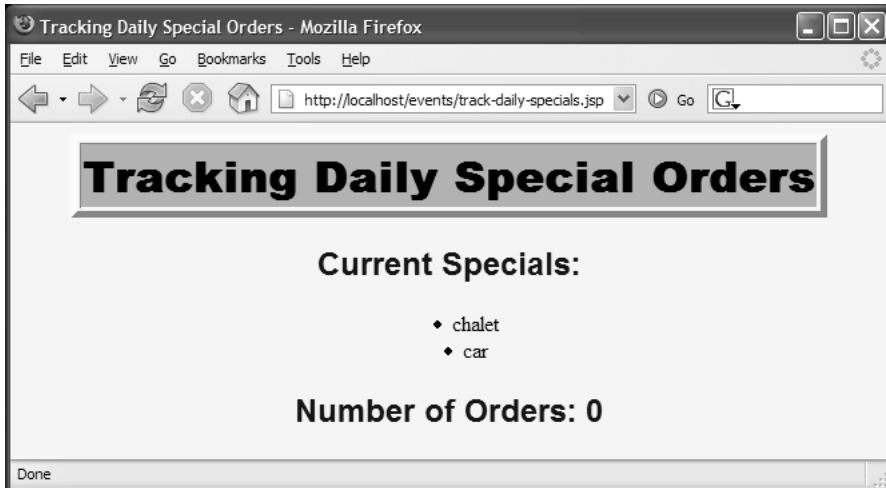 Tracking Daily Special Orders - Mozilla Firefox
File Edit View Go Bookmarks Tools Help
http://localhost/events/track-daily-specials.jsp Go G
Tracking Daily Special Orders
Current Specials:
• chalet
• car
Number of Orders: 0
Done